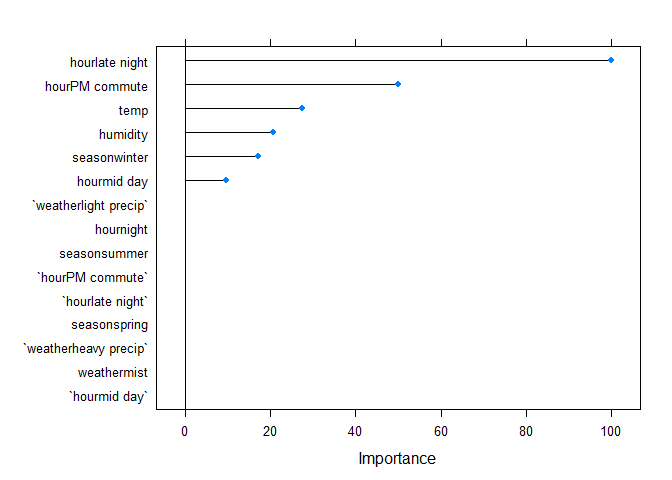 hourlate night
hourPM commute
temp
humidity
seasonwinter
hourmid day
`weatherlight precip`
hournight
seasonsummer
`hourPM commute`
`hourlate night`
seasonspring
`weatherheavy precip`
weathermist
`hourmid day`
0 20 40 60 80 100
Importance